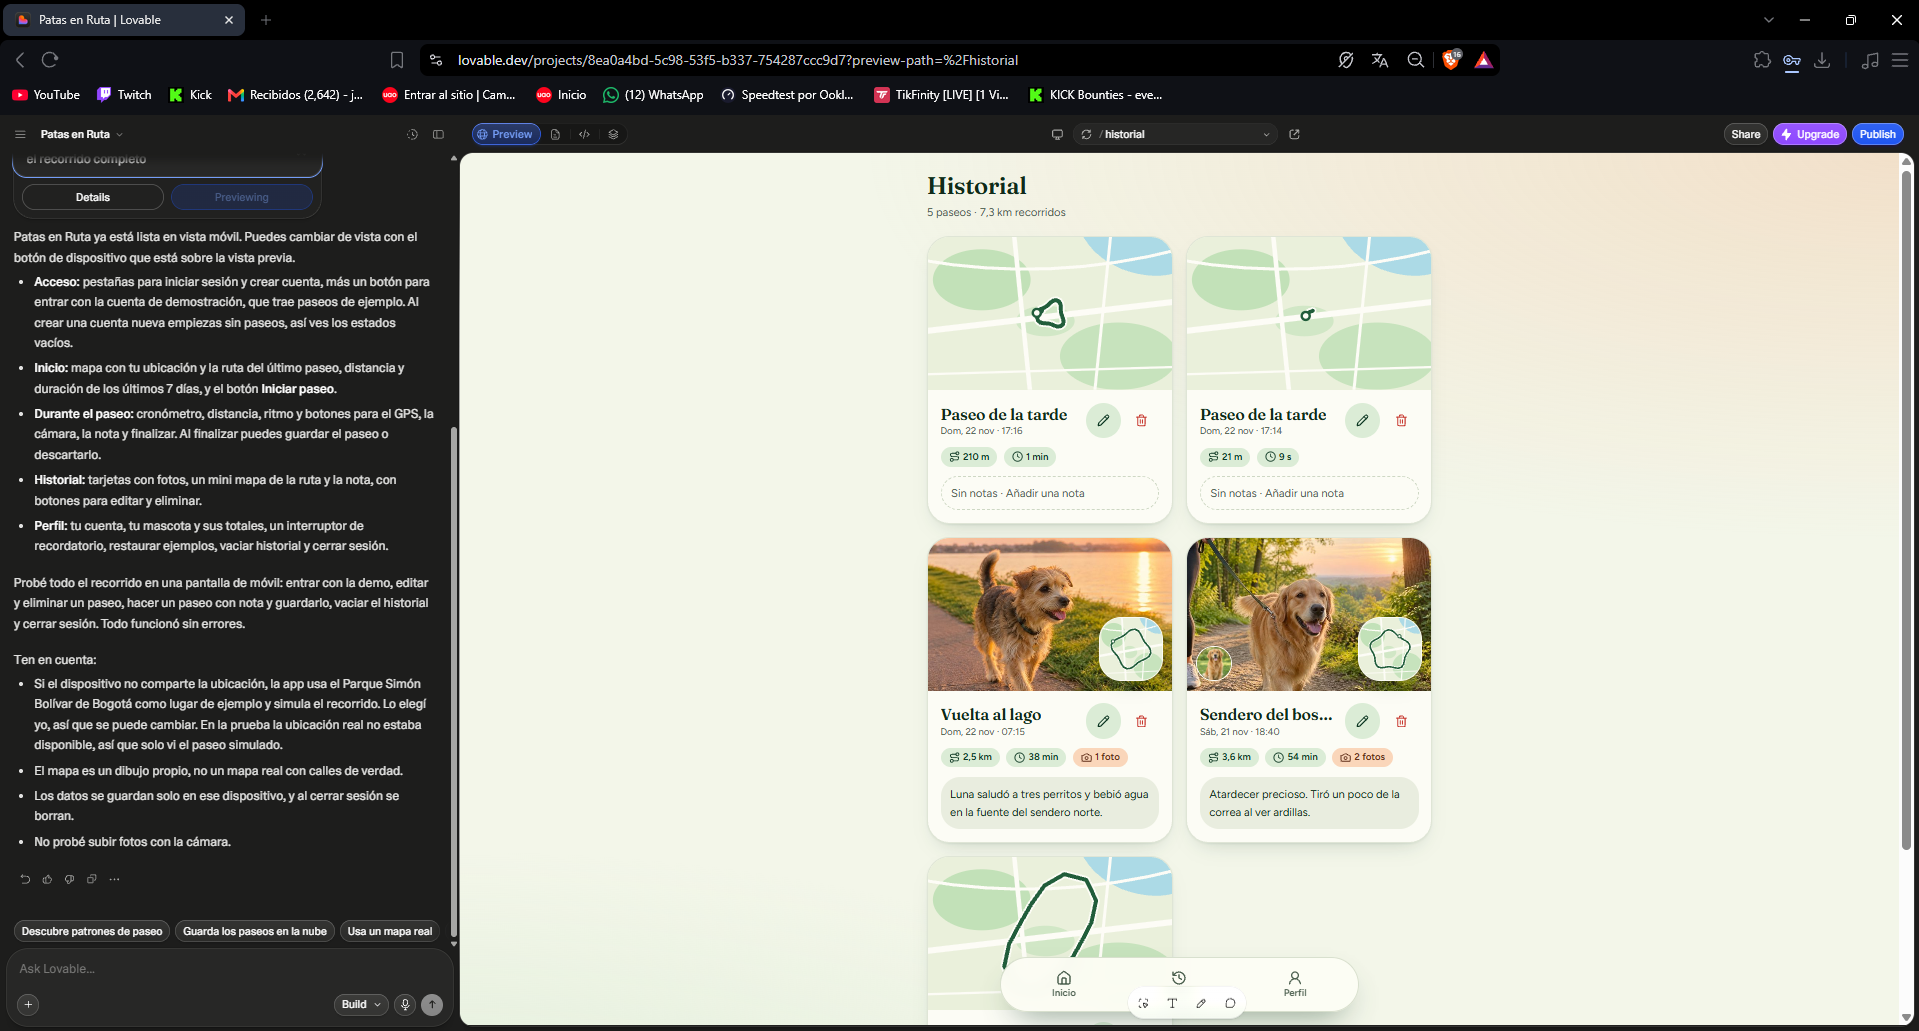 Patas en Ruta | Lovable
lovable.dev/projects/8ea0a4bd-5c98-53f5-b337-754287ccc9d7?preview-path=%2Fhistorial
16
YouTube
Twitch
Kick
Recibidos (2,642) - j...
Entrar al sitio | Cam...
Inicio
(12) WhatsApp
Speedtest por Ookl...
TikFinity [LIVE] [1 Vi...
KICK Bounties - eve...
Patas en Ruta
Preview
/ historial
Share
Upgrade
Publish
el recorrido completo
Details
Previewing
Patas en Ruta ya está lista en vista móvil. Puedes cambiar de vista con el
botón de dispositivo que está sobre la vista previa.
Acceso: pestañas para iniciar sesión y crear cuenta, más un botón para
entrar con la cuenta de demostración, que trae paseos de ejemplo. Al
crear una cuenta nueva empiezas sin paseos, así ves los estados
vacíos.
Inicio: mapa con tu ubicación y la ruta del último paseo, distancia y
duración de los últimos 7 días, y el botón Iniciar paseo.
Durante el paseo: cronómetro, distancia, ritmo y botones para el GPS, la
cámara, la nota y finalizar. Al finalizar puedes guardar el paseo o
descartarlo.
Historial: tarjetas con fotos, un mini mapa de la ruta y la nota, con
botones para editar y eliminar.
Perfil: tu cuenta, tu mascota y sus totales, un interruptor de
recordatorio, restaurar ejemplos, vaciar historial y cerrar sesión.
Probé todo el recorrido en una pantalla de móvil: entrar con la demo, editar
y eliminar un paseo, hacer un paseo con nota y guardarlo, vaciar el historial
y cerrar sesión. Todo funcionó sin errores.
Ten en cuenta:
Si el dispositivo no comparte la ubicación, la app usa el Parque Simón
Bolívar de Bogotá como lugar de ejemplo y simula el recorrido. Lo elegí
yo, así que se puede cambiar. En la prueba la ubicación real no estaba
disponible, así que solo vi el paseo simulado.
El mapa es un dibujo propio, no un mapa real con calles de verdad.
Los datos se guardan solo en ese dispositivo, y al cerrar sesión se
borran.
No probé subir fotos con la cámara.
Descubre patrones de paseo
Guarda los paseos en la nube
Usa un mapa real
Ask Lovable...
Build
Historial
5 paseos · 7,3 km recorridos
Paseo de la tarde
Dom, 22 nov · 17:16
210 m
1 min
Sin notas · Añadir una nota
Paseo de la tarde
Dom, 22 nov · 17:14
21 m
9 s
Sin notas · Añadir una nota
Vuelta al lago
Dom, 22 nov · 07:15
2,5 km
38 min
1 foto
Luna saludó a tres perritos y bebió agua
en la fuente del sendero norte.
Sendero del bos...
Sáb, 21 nov · 18:40
3,6 km
54 min
2 fotos
Atardecer precioso. Tiró un poco de la
correa al ver ardillas.
Inicio
Perfil